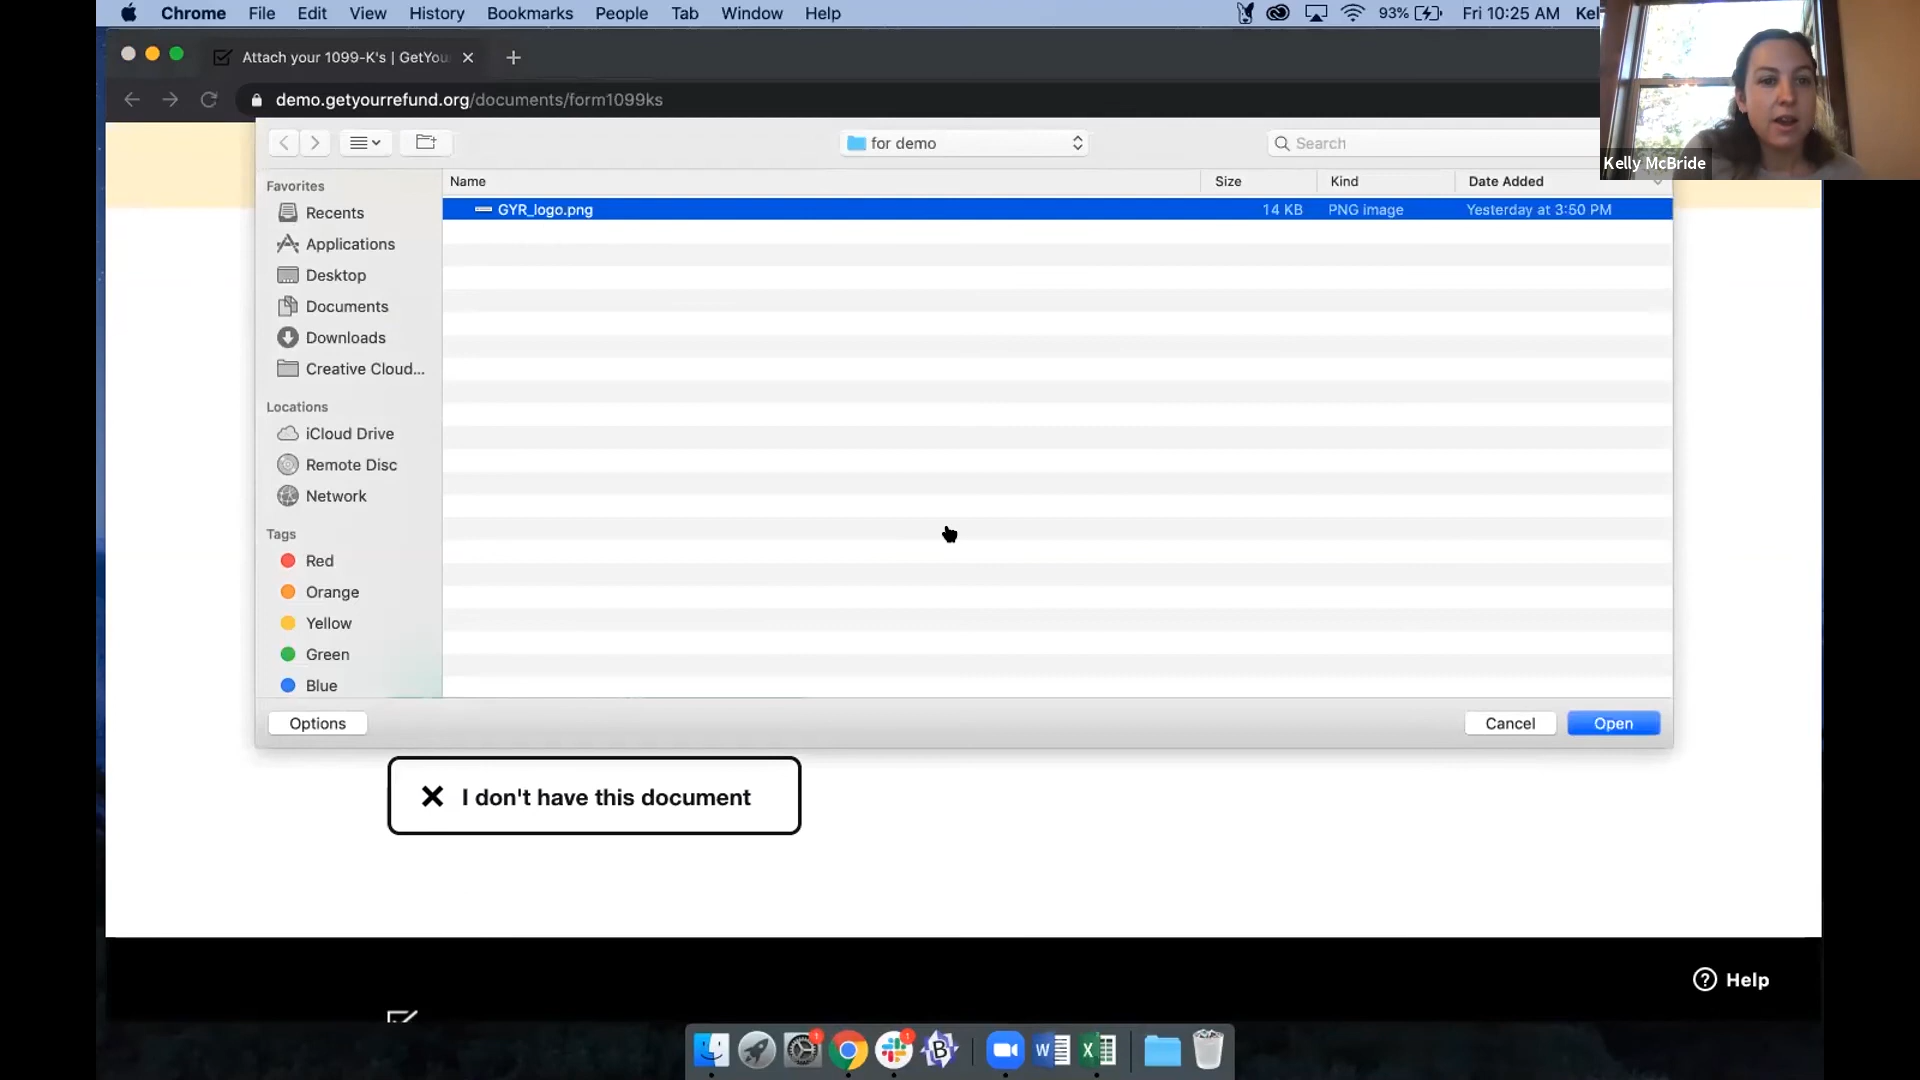 Chrome File Edit View History Bookmarks People Tab Window Help 93% Fri 10:25 AM Kel
Attach your 1099-K's | GetYou
demo.getyourrefund.org/documents/form1099ks
Kelly McBride
for demo
Search
Favorites
Recents
Applications
Desktop
Documents
Downloads
Creative Cloud...
Locations
iCloud Drive
Remote Disc
Network
Tags
Red
Orange
Yellow
Green
Blue
Name Size Kind Date Added
GYR_logo.png 14 KB PNG image Yesterday at 3:50 PM
Options Cancel Open
I don't have this document
? Help
1 1 B W X